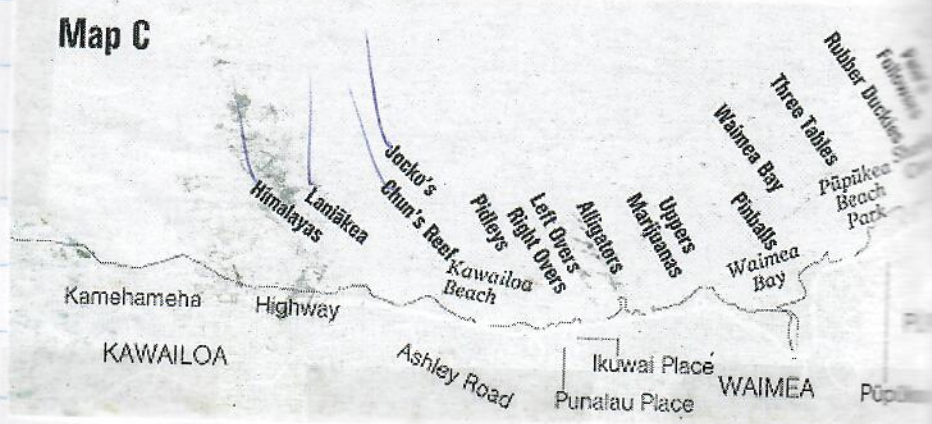 Map C
Himalayas
Laniākea
Jocko's
Chun's Reef
Pidleys
Left Overs
Right Overs
Alligators
Uppers
Marijuanas
Waimea Bay
Pinballs
Three Tables
Rubber Duckies
Kawailoa
Beach
Waimea
Bay
Pūpūkea
Beach
Park
Kamehameha
Highway
KAWAILOA
Ashley Road
Ikuwai Place
Punalau Place
WAIMEA